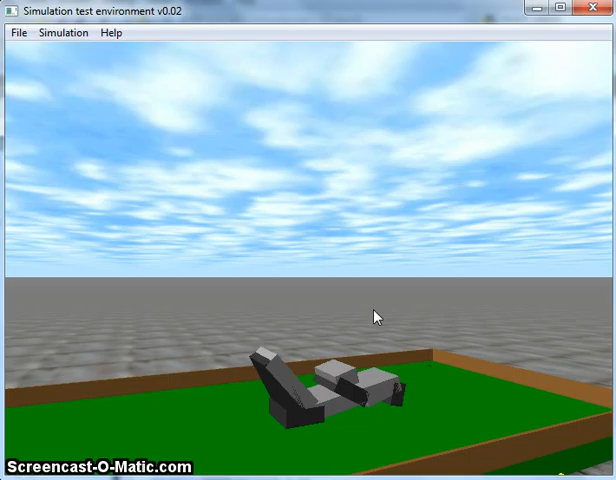 Simulation test environment v0.02
File Simulation Help
Screencast-O-Matic.com